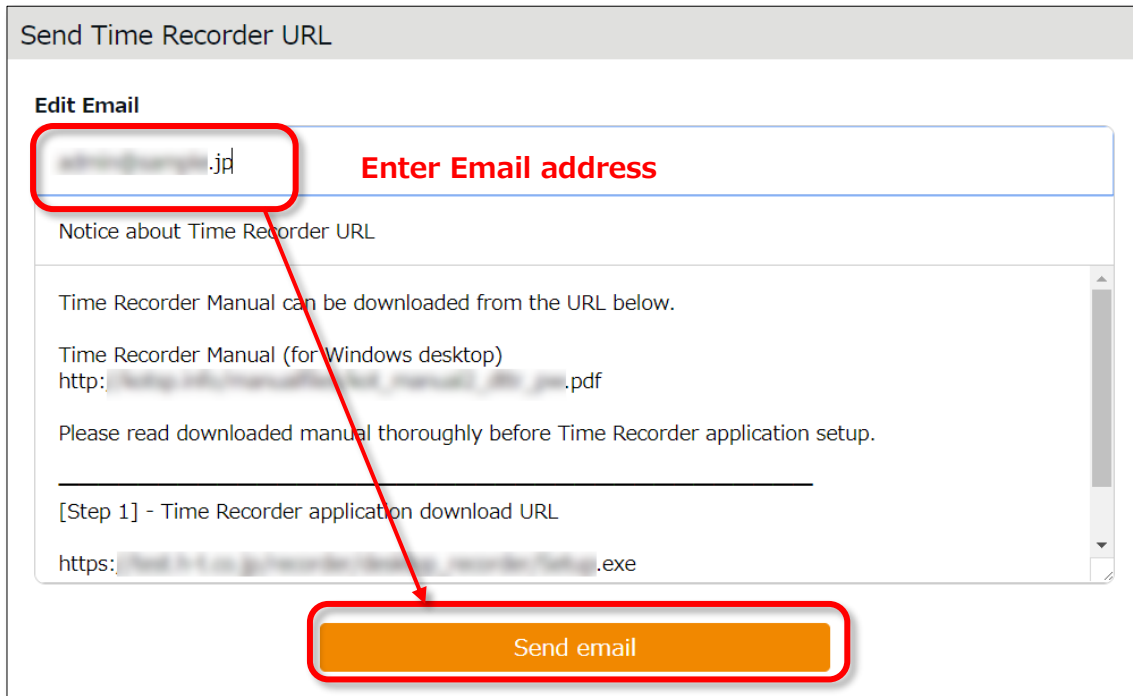 Send Time Recorder URL
Edit Email
.jp
Enter Email address
Notice about Time Recorder URL
Time Recorder Manual can be downloaded from the URL below.
Time Recorder Manual (for Windows desktop)
http: .pdf
Please read downloaded manual thoroughly before Time Recorder application setup.
[Step 1] - Time Recorder application download URL
https: .exe
Send email